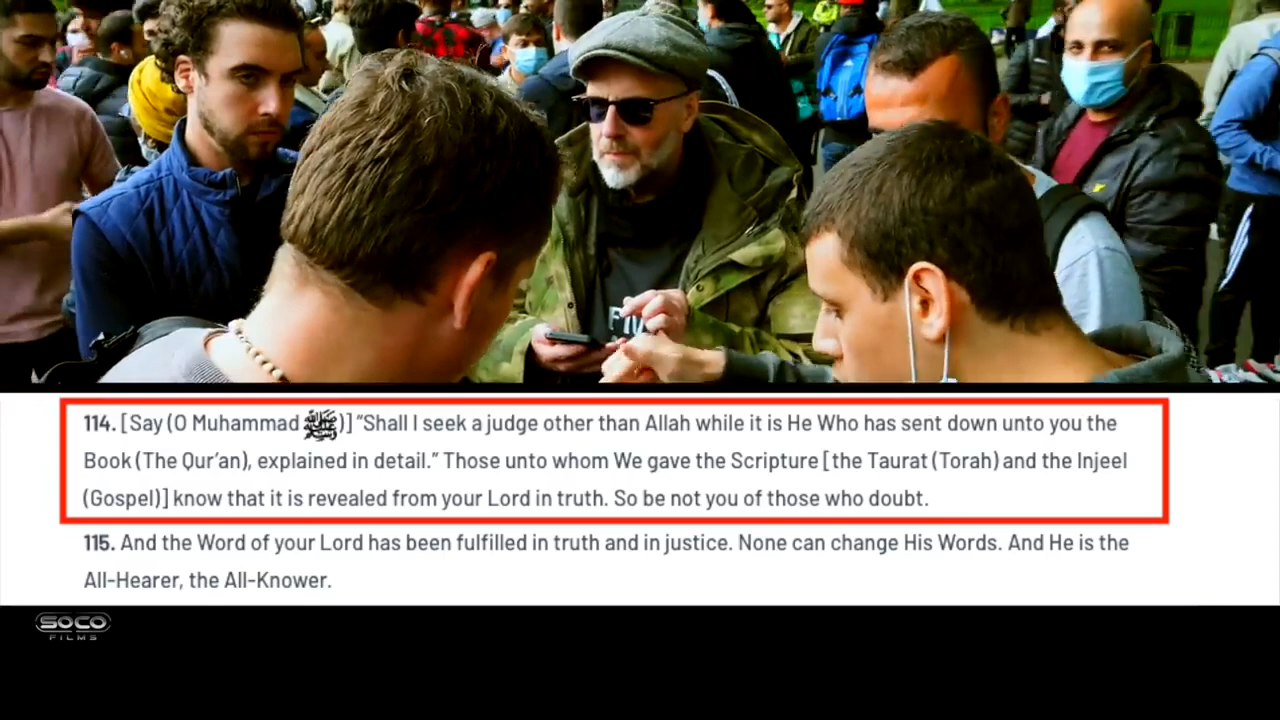 FIV
114. [Say (O Muhammad ﷺ)] “Shall I seek a judge other than Allah while it is He Who has sent down unto you the
Book (The Qur’an), explained in detail.” Those unto whom We gave the Scripture [the Taurat (Torah) and the Injeel
(Gospel)] know that it is revealed from your Lord in truth. So be not you of those who doubt.
115. And the Word of your Lord has been fulfilled in truth and in justice. None can change His Words. And He is the
All-Hearer, the All-Knower.
SOCO
FILMS